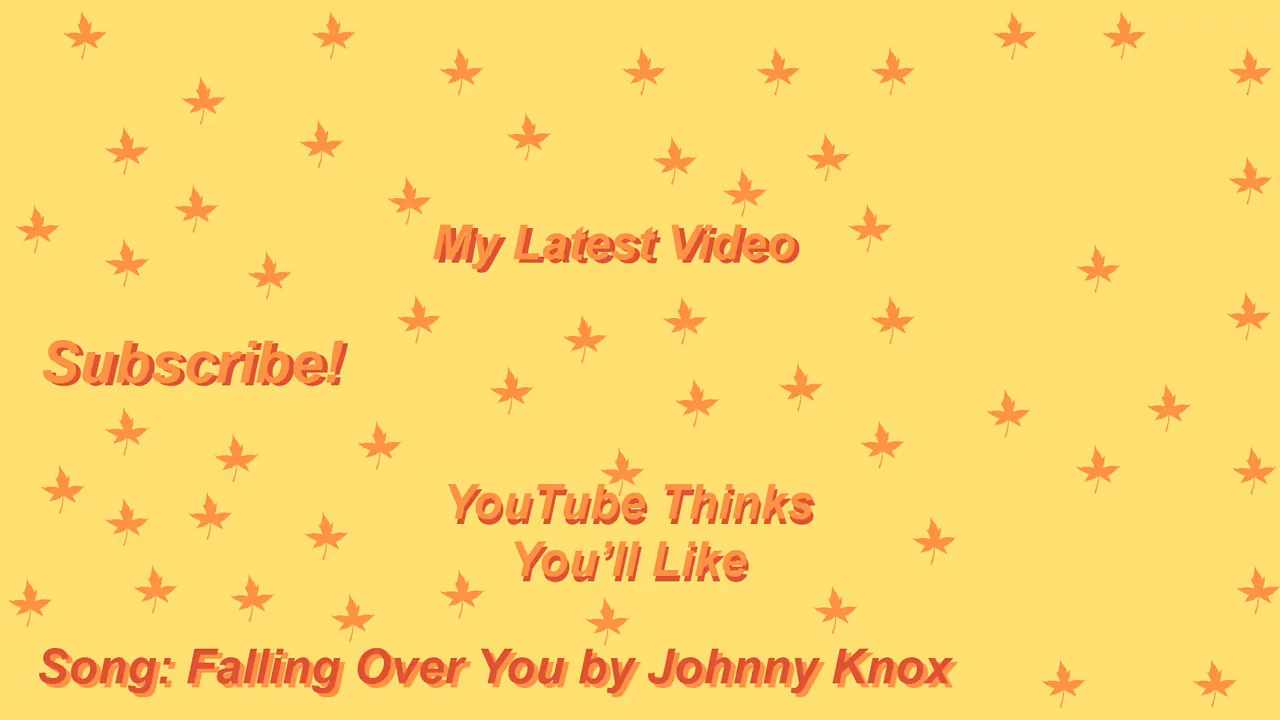 My Latest Video
Subscribe!
YouTube Thinks
You’ll Like
Song: Falling Over You by Johnny Knox